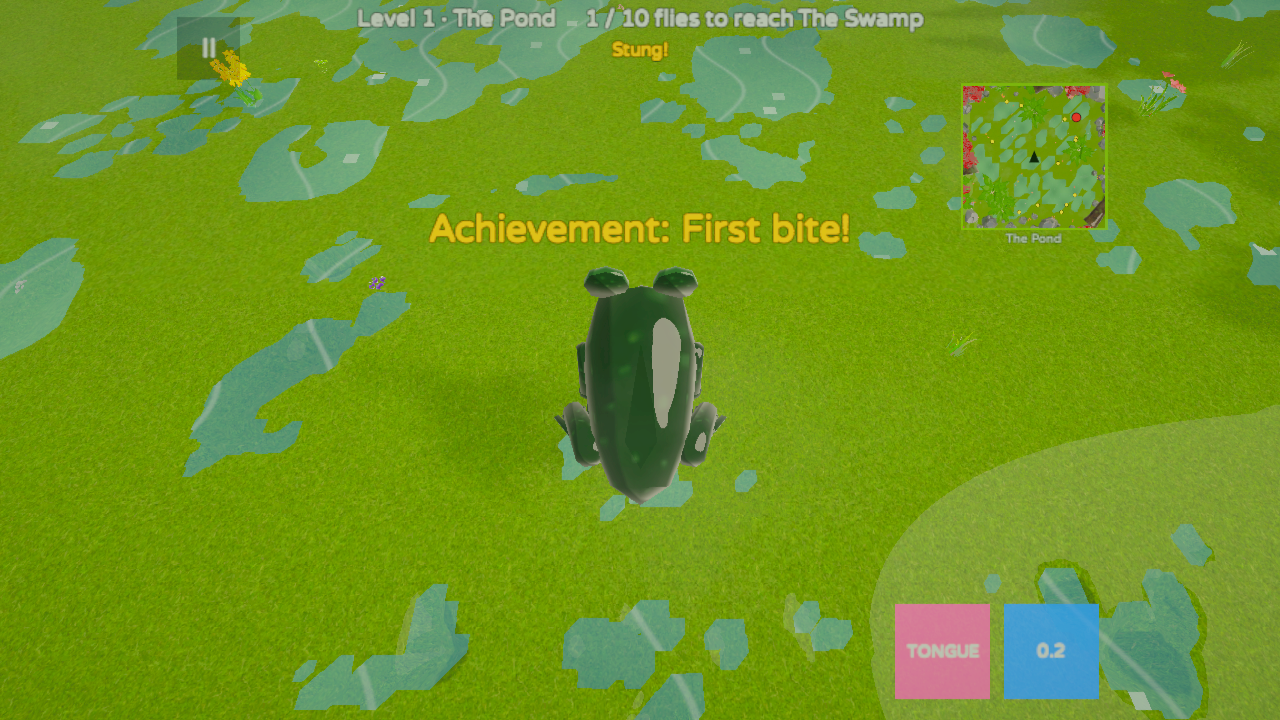 Level 1 · The Pond 1 / 10 flies to reach The Swamp
Stung!
Achievement: First bite!
The Pond
TONGUE
0.2